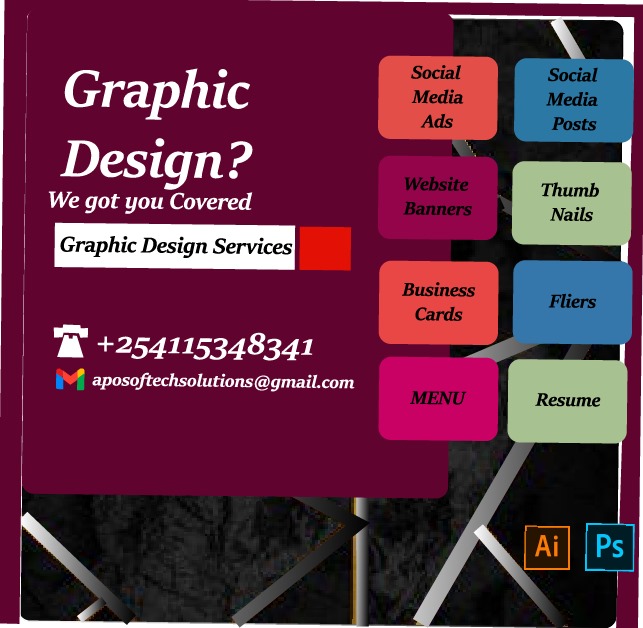 Graphic
Design?
We got you Covered
Graphic Design Services
+254115348341
aposoftechsolutions@gmail.com
Social
Media
Ads
Social
Media
Posts
Website
Banners
Thumb
Nails
Business
Cards
Fliers
MENU
Resume
Ai
Ps